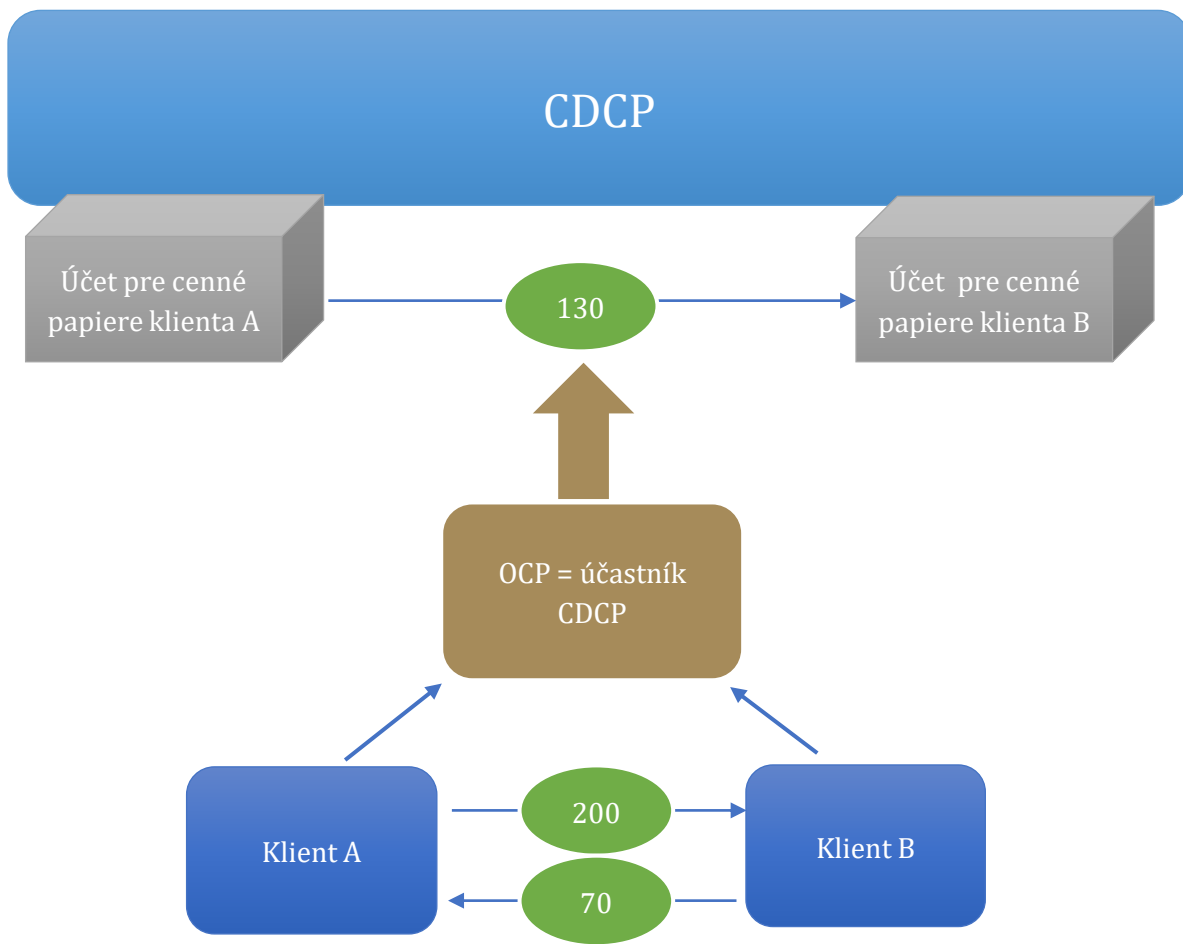 CDCP
Účet pre cenné
papiere klienta A
130
Účet pre cenné
papiere klienta B
OCP = účastník
CDCP
Klient A
200
Klient B
70